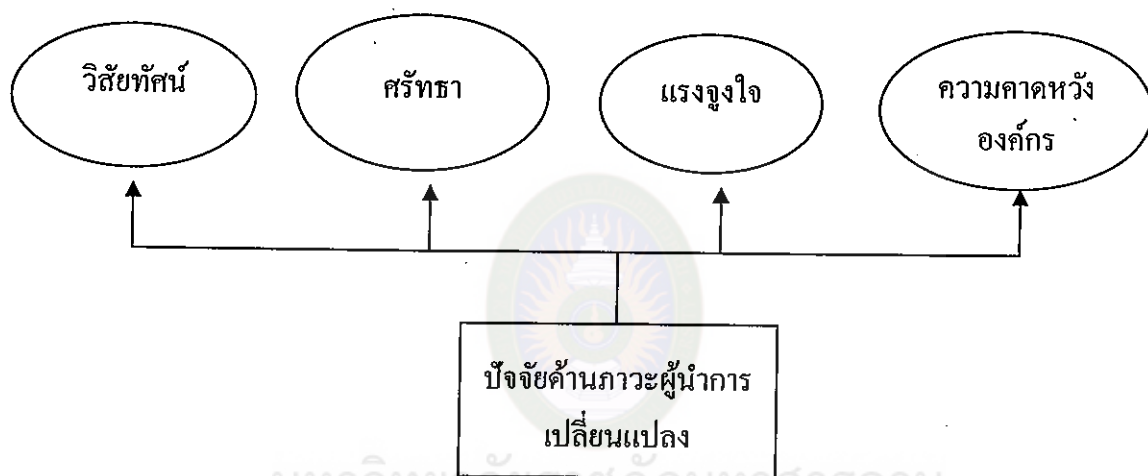 วิสัยทัศน์
ศรัทธา
แรงจูงใจ
ความคาดหวัง
องค์กร
ปัจจัยด้านภาวะผู้นำการ
เปลี่ยนแปลง